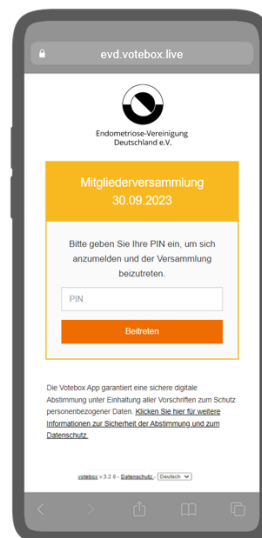 evd.votebox.live
Endometriose-Vereinigung
Deutschland e.V.
Mitgliederversammlung
30.09.2023
Bitte geben Sie Ihre PIN ein, um sich
anzumelden und der Versammlung
beizutreten.
PIN
Beitreten
Die Votebox App garantiert eine sichere digitale
Abstimmung unter Einhaltung aller Vorschriften zum Schutz
personenbezogener Daten. Klicken Sie hier für weitere
Informationen zur Sicherheit der Abstimmung und zum
Datenschutz.
votebox v 3.2.8 - Datenschutz - Deutsch